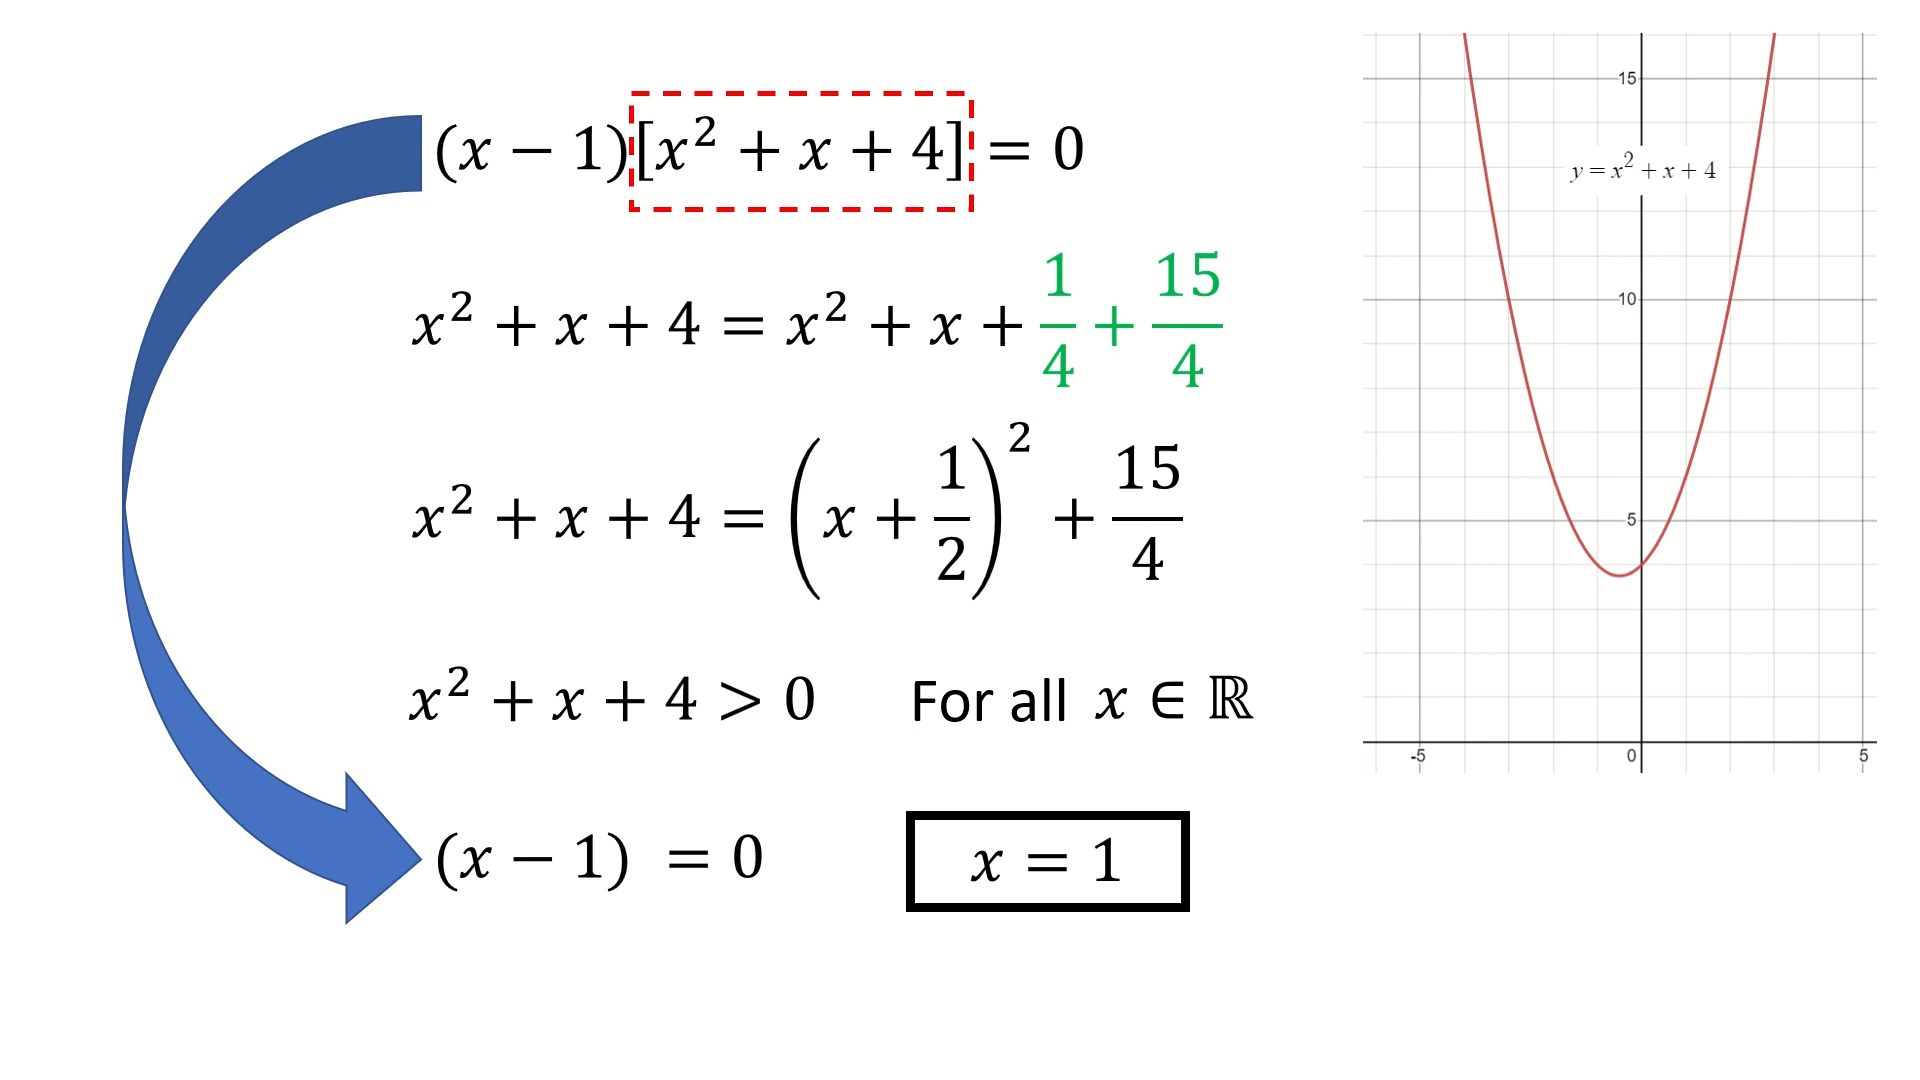 (x − 1)[x² + x + 4] = 0
x² + x + 4 = x² + x + 1/4 + 15/4
x² + x + 4 = (x + 1/2)² + 15/4
x² + x + 4 > 0 For all x ∈ ℝ
(x − 1) = 0 x = 1
15
y = x² + x + 4
10
5
-5 0 5